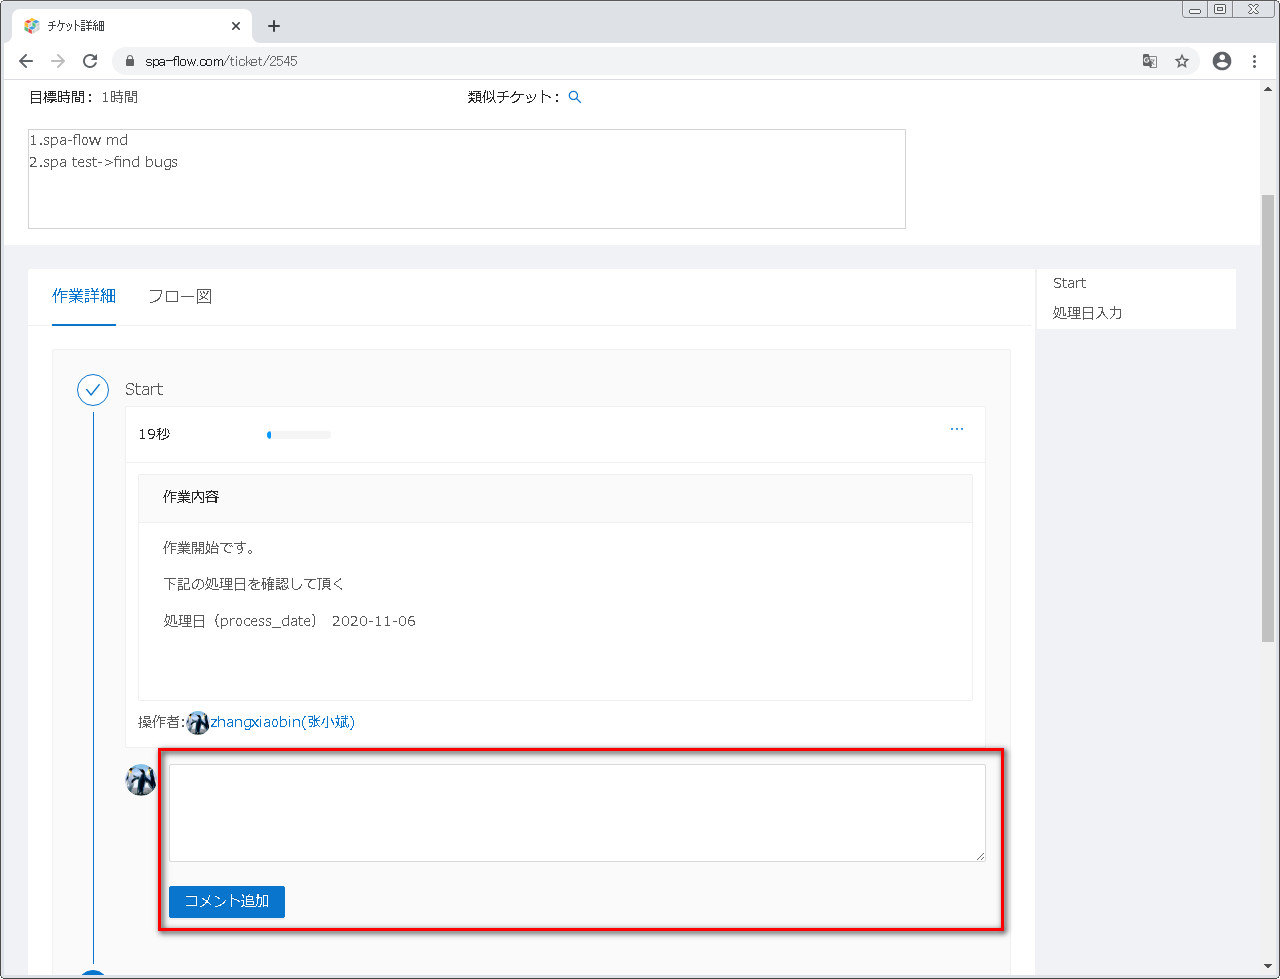 チケット詳細
spa-flow.com/ticket/2545
目標時間： 1時間
類似チケット：
1.spa-flow md
2.spa test->find bugs
作業詳細 フロー図
Start
処理日入力
Start
19秒
作業内容
作業開始です。
下記の処理日を確認して頂く
処理日（process_date） 2020-11-06
操作者:zhangxiaobin(张小斌)
コメント追加